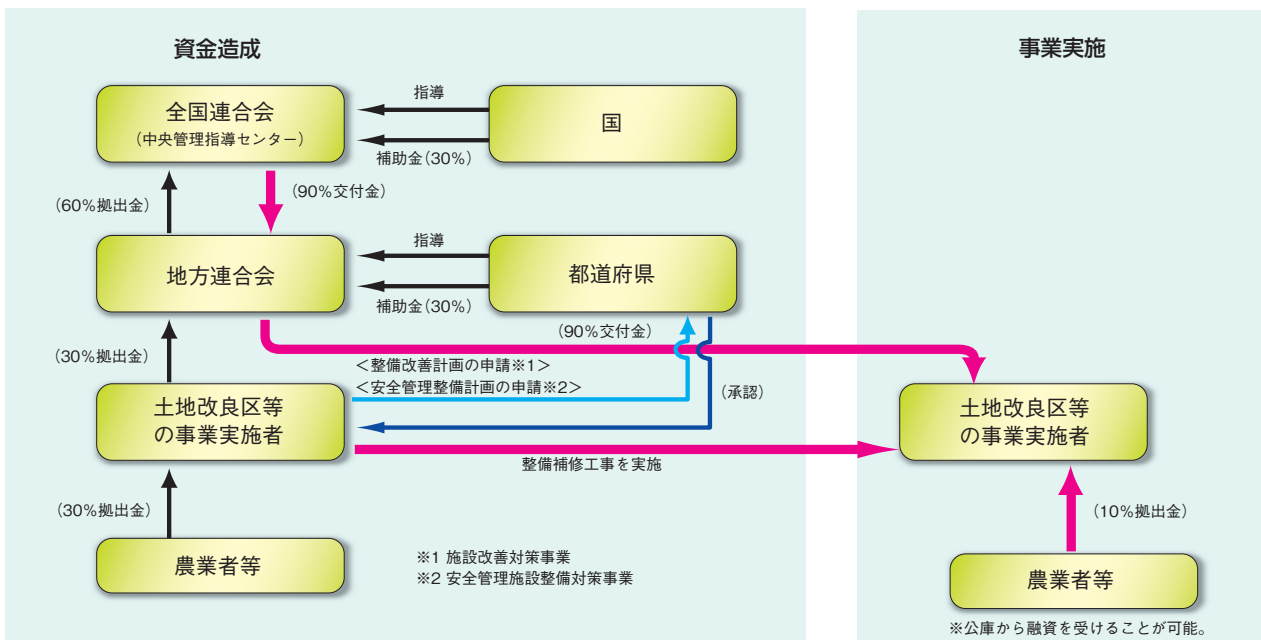 資金造成
全国連合会
（中央管理指導センター）
指導
国
補助金（30%）
（60%拠出金）
（90%交付金）
地方連合会
指導
都道府県
補助金（30%）
（90%交付金）
（30%拠出金）
＜整備改善計画の申請※1＞
＜安全管理整備計画の申請※2＞
（承認）
土地改良区等
の事業実施者
整備補修工事を実施
（30%拠出金）
農業者等
※1 施設改善対策事業
※2 安全管理施設整備対策事業
事業実施
土地改良区等
の事業実施者
（10%拠出金）
農業者等
※公庫から融資を受けることが可能。